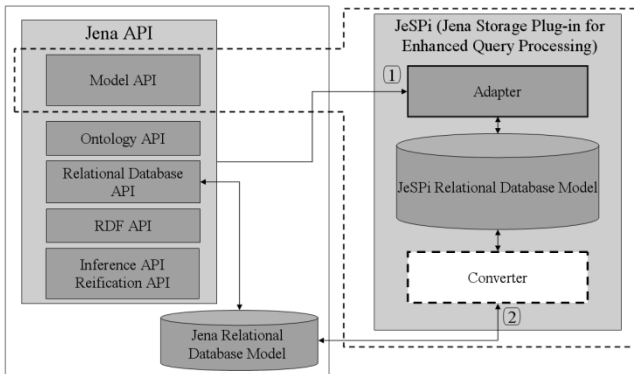 Jena API
Model API
Ontology API
Relational Database
API
RDF API
Inference API
Reification API
Jena Relational
Database Model
JeSPi (Jena Storage Plug-in for
Enhanced Query Processing)
1
Adapter
JeSPi Relational Database Model
Converter
2